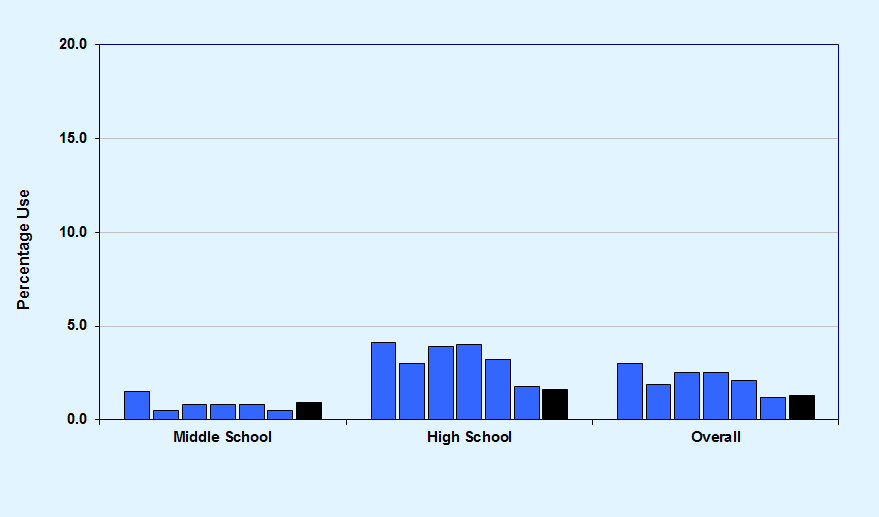 20.0
15.0
10.0
5.0
0.0
Percentage Use
Middle School
High School
Overall